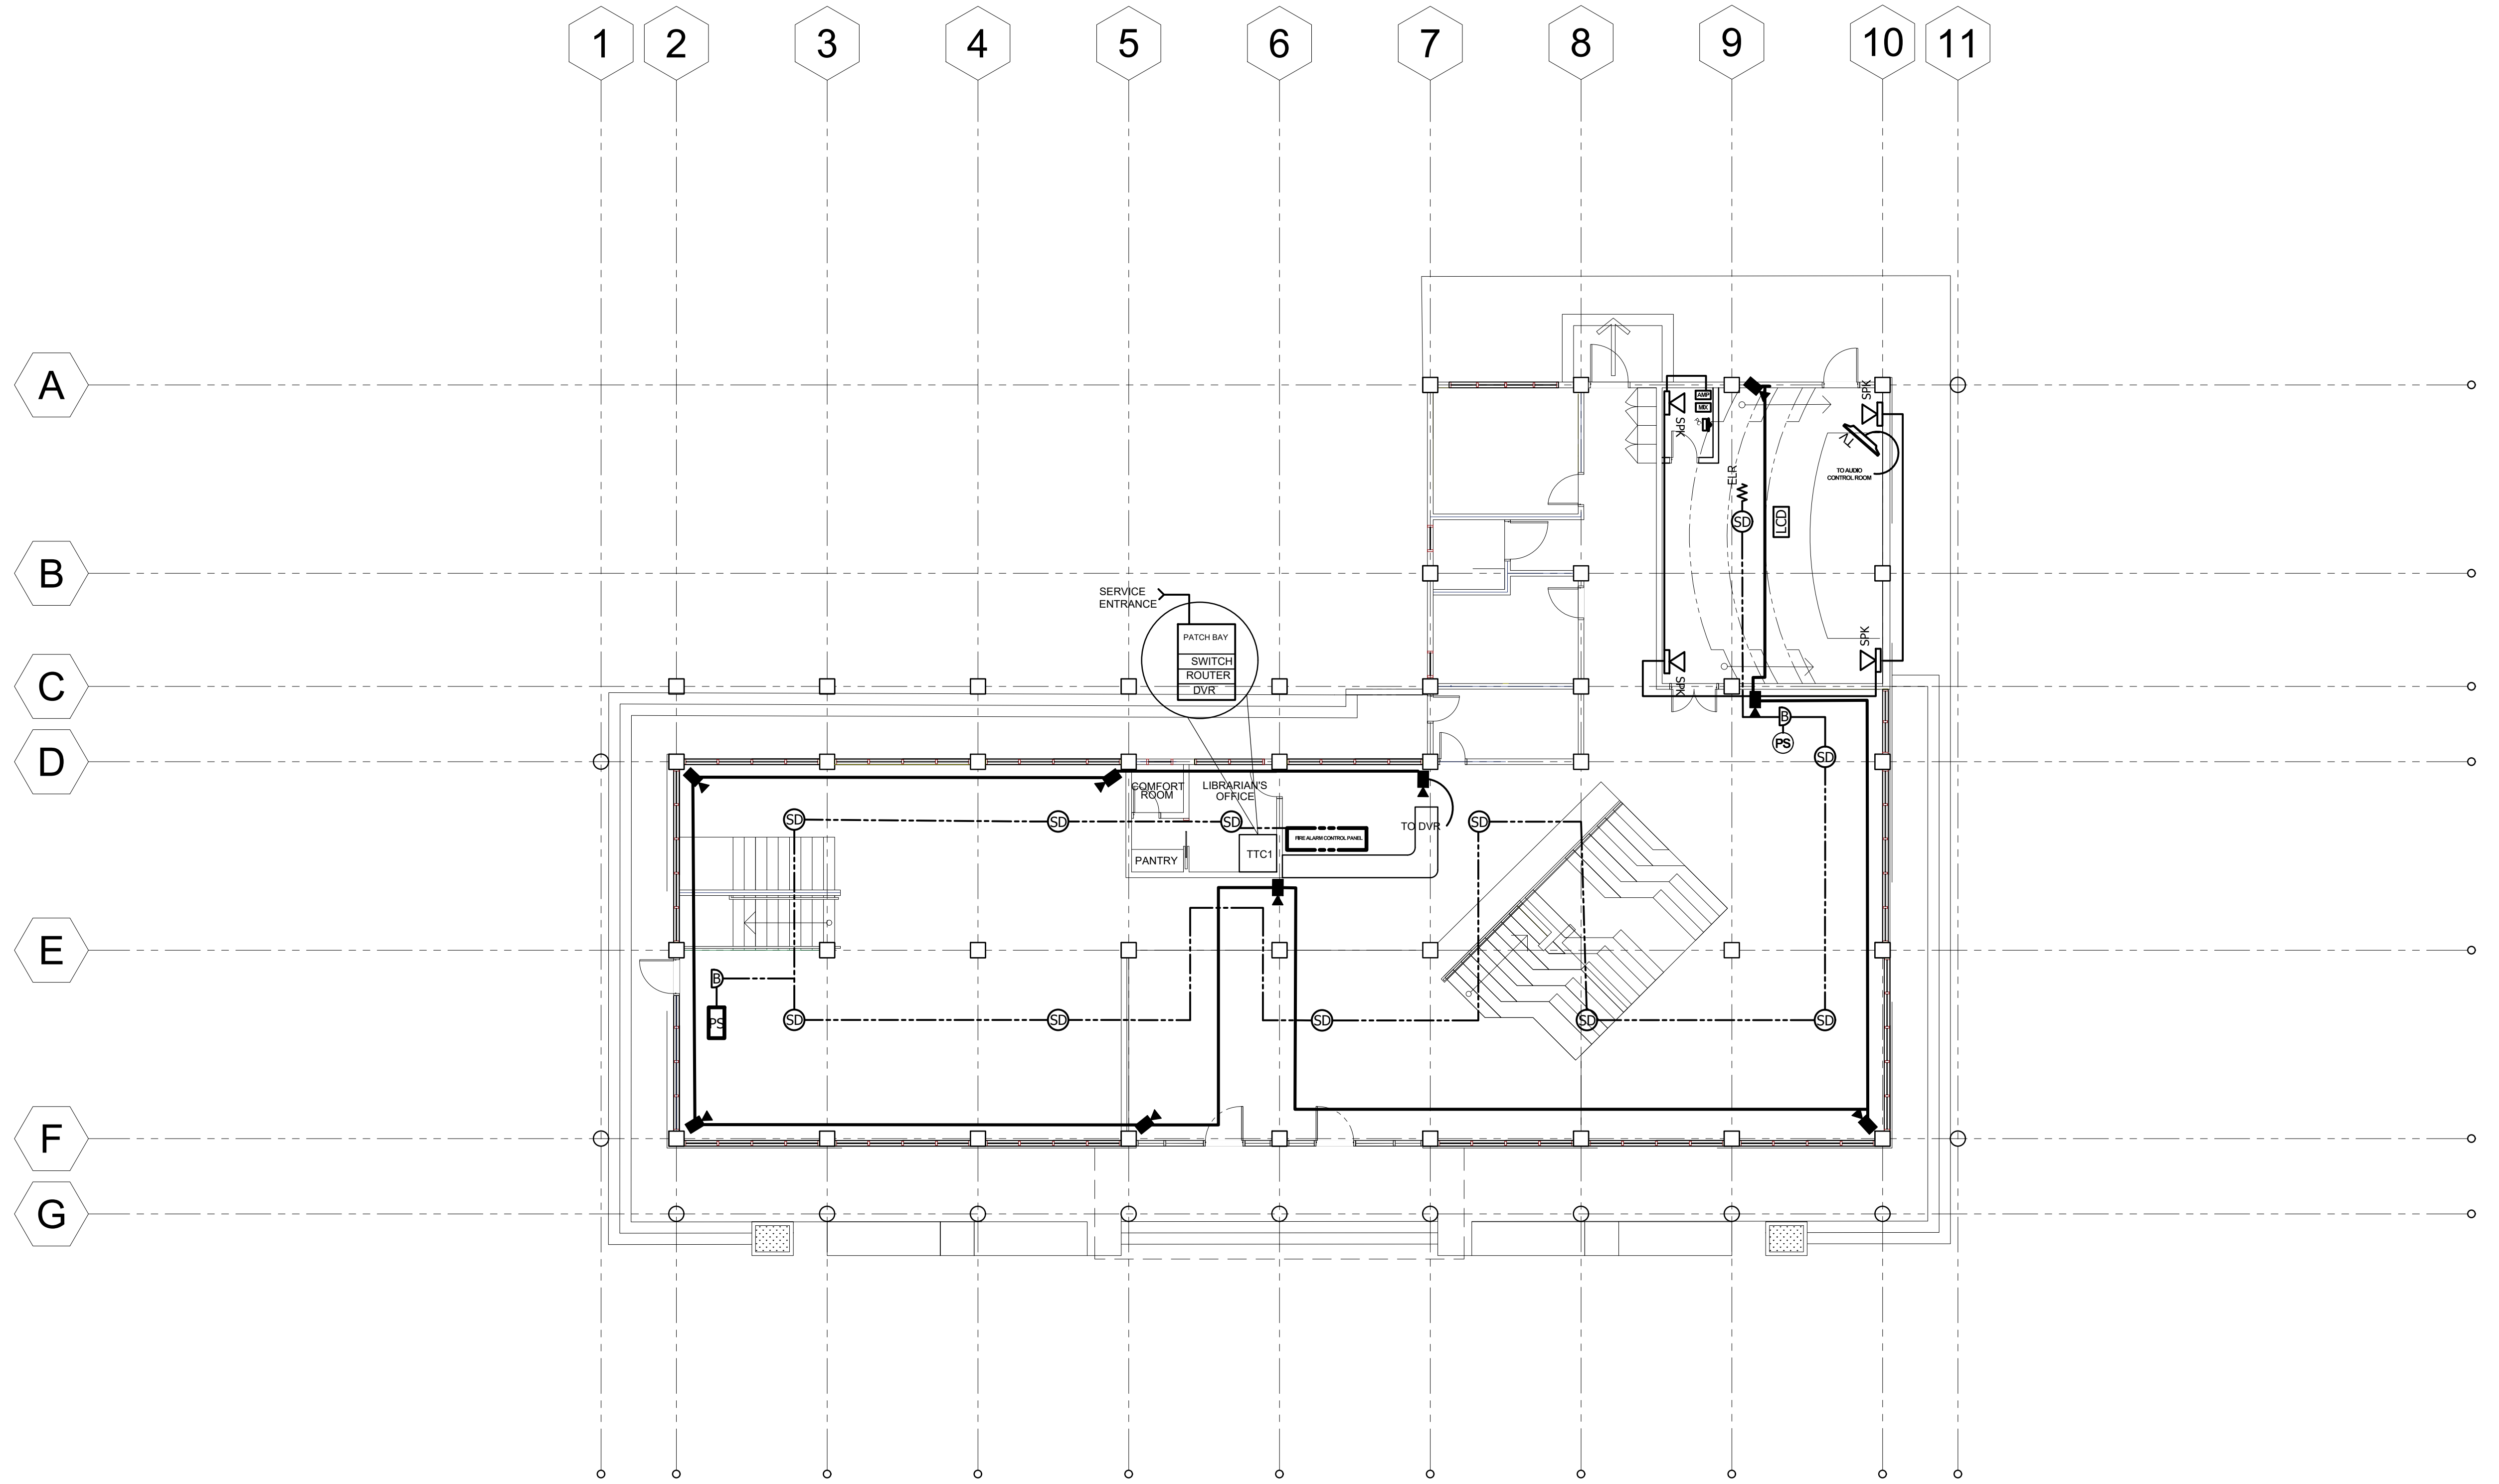 1 2 3 4 5 6 7 8 9 10 11
A
SPK
AMP
MIX
SPK
TV
ELR
TO AUDIO
CONTROL ROOM
SD
LCD
B
SERVICE
ENTRANCE
PATCH BAY
SPK
SWITCH
ROUTER
DVR
C
SPK
B
PS
D
SD
COMFORT
ROOM
LIBRARIAN'S
OFFICE
SD
SD
SD
SD
TO DVR
FIRE ALARM CONTROL PANEL
PANTRY
TTC1
E
B
PS
SD
SD
SD
SD
SD
F
G